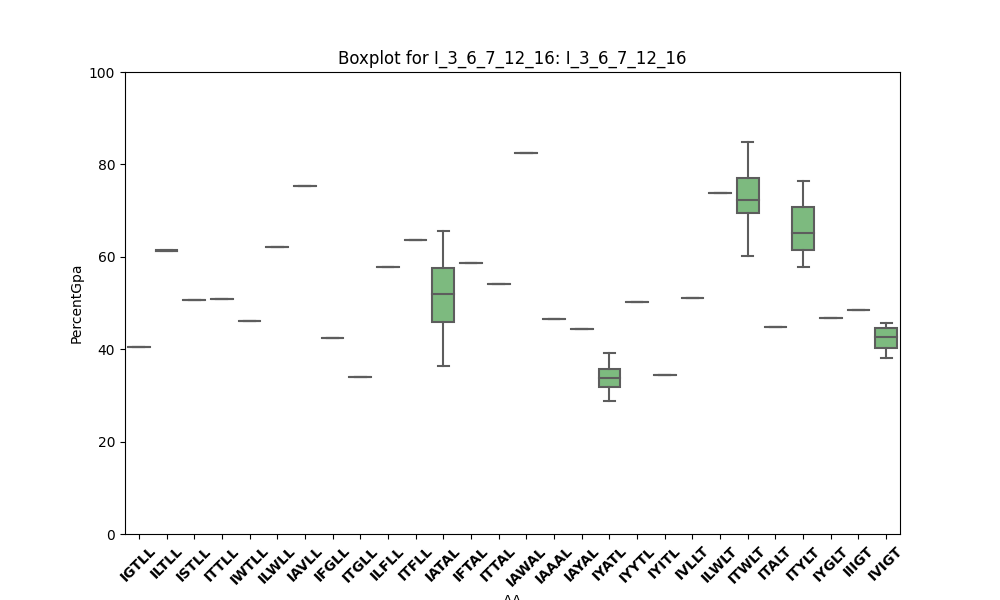 Boxplot for I_3_6_7_12_16: I_3_6_7_12_16
PercentGpa
100
80
60
40
20
0
IGTLL
ILTLL
ISTLL
ITTLL
IWTLL
ILWLL
IAVLL
IFGLL
ITGLL
ILFLL
ITFLL
IATAL
IFTAL
ITTAL
IAWAL
IAAAL
IAYAL
IYATL
IYYTL
IYITL
IVLLT
ILWLT
ITWLT
ITALT
ITYLT
IYGLT
IIIGT
IVIGT
AA